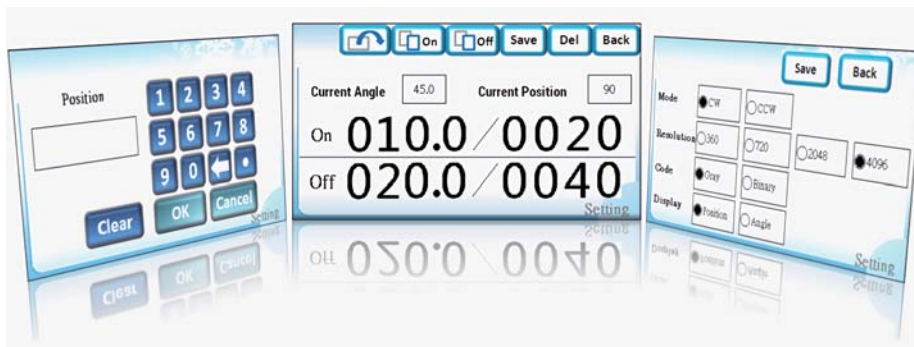 Position
1 2 3 4
5 6 7 8
9 0 ← •
Clear OK Cancel
Setting
On Off Save Del Back
Current Angle 45.0 Current Position 90
On 010.0/0020
Off 020.0/0040
Setting
Save Back
Mode CW CCW
Resolution 360 720 2048 4096
Code Gray Binary
Display Position Angle
Setting